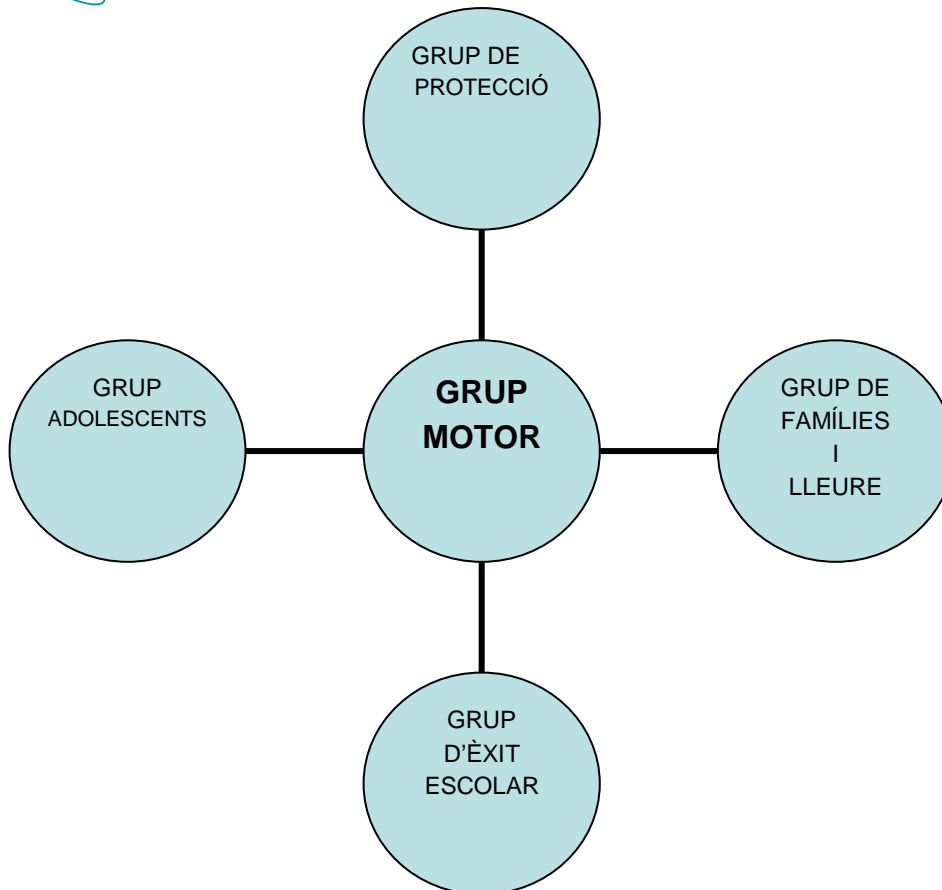 GRUP DE
PROTECCIÓ
GRUP
ADOLESCENTS
GRUP
MOTOR
GRUP DE
FAMÍLIES
I
LLEURE
GRUP
D'ÈXIT
ESCOLAR